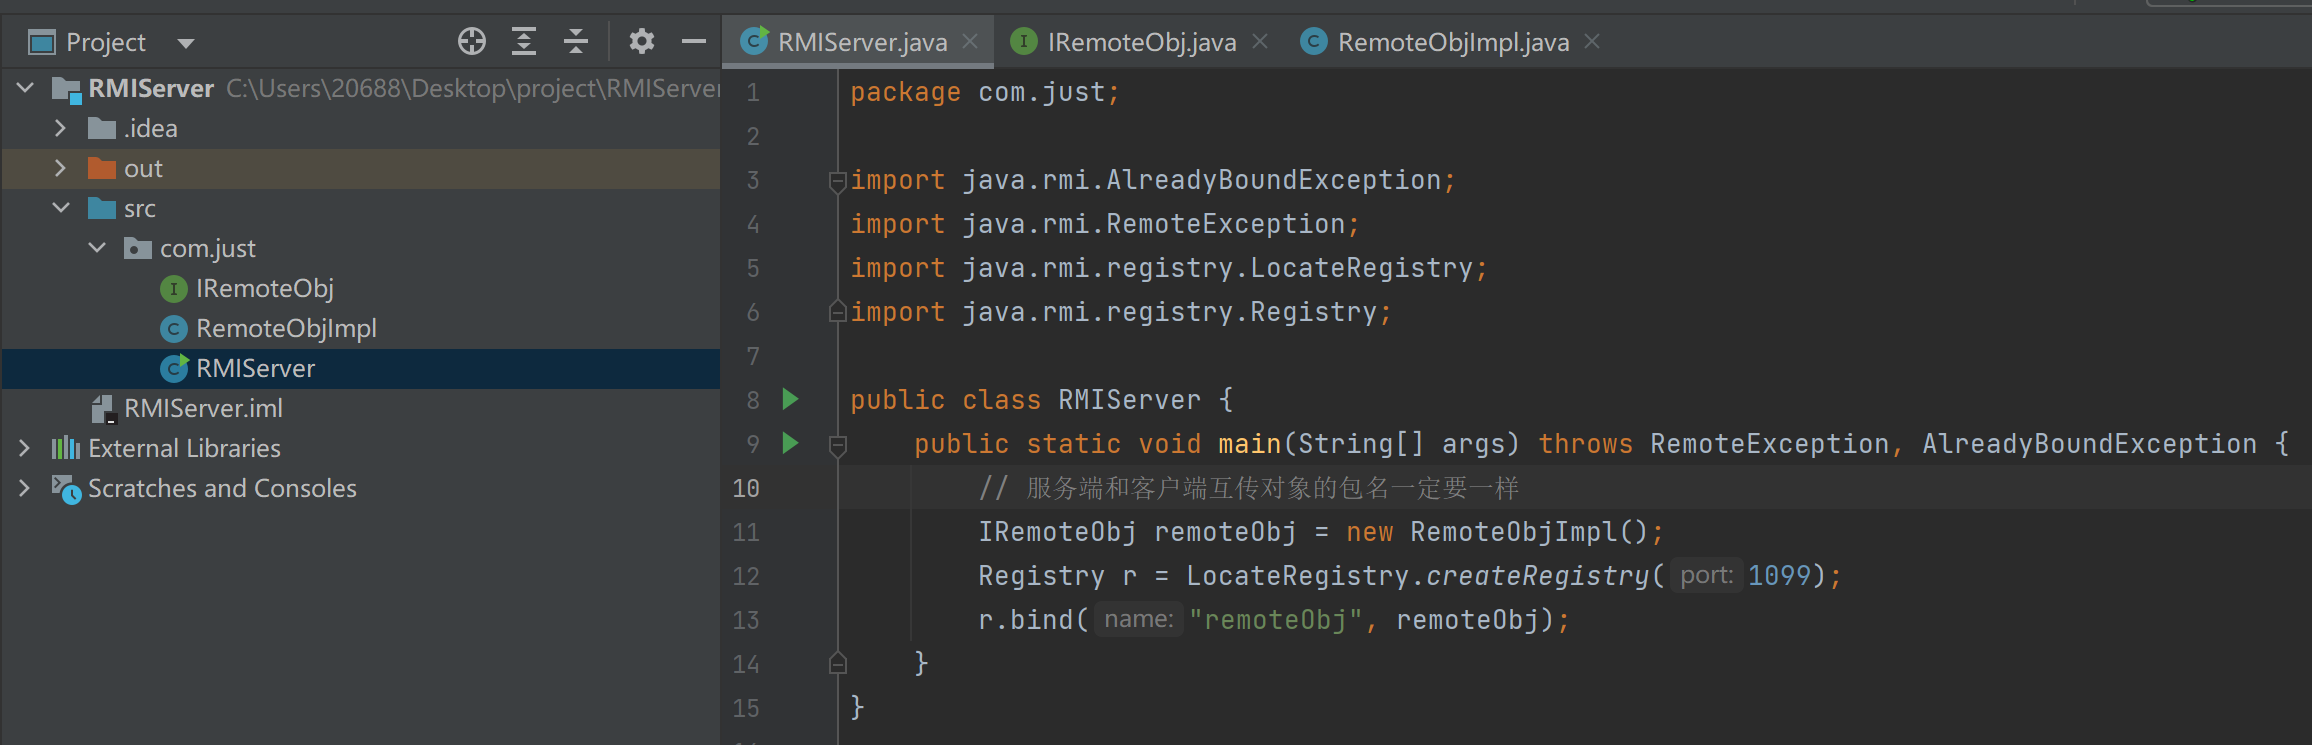 Project
RMIServer C:\Users\20688\Desktop\project\RMIServer
.idea
out
src
com.just
IRemoteObj
RemoteObjImpl
RMIServer
RMIServer.iml
External Libraries
Scratches and Consoles
RMIServer.java IRemoteObj.java RemoteObjImpl.java
1 package com.just;
2
3 import java.rmi.AlreadyBoundException;
4 import java.rmi.RemoteException;
5 import java.rmi.registry.LocateRegistry;
6 import java.rmi.registry.Registry;
7
8 public class RMIServer {
9 public static void main(String[] args) throws RemoteException, AlreadyBoundException {
10 // 服务端和客户端互传对象的包名一定要一样
11 IRemoteObj remoteObj = new RemoteObjImpl();
12 Registry r = LocateRegistry.createRegistry( port: 1099);
13 r.bind( name: "remoteObj", remoteObj);
14 }
15 }